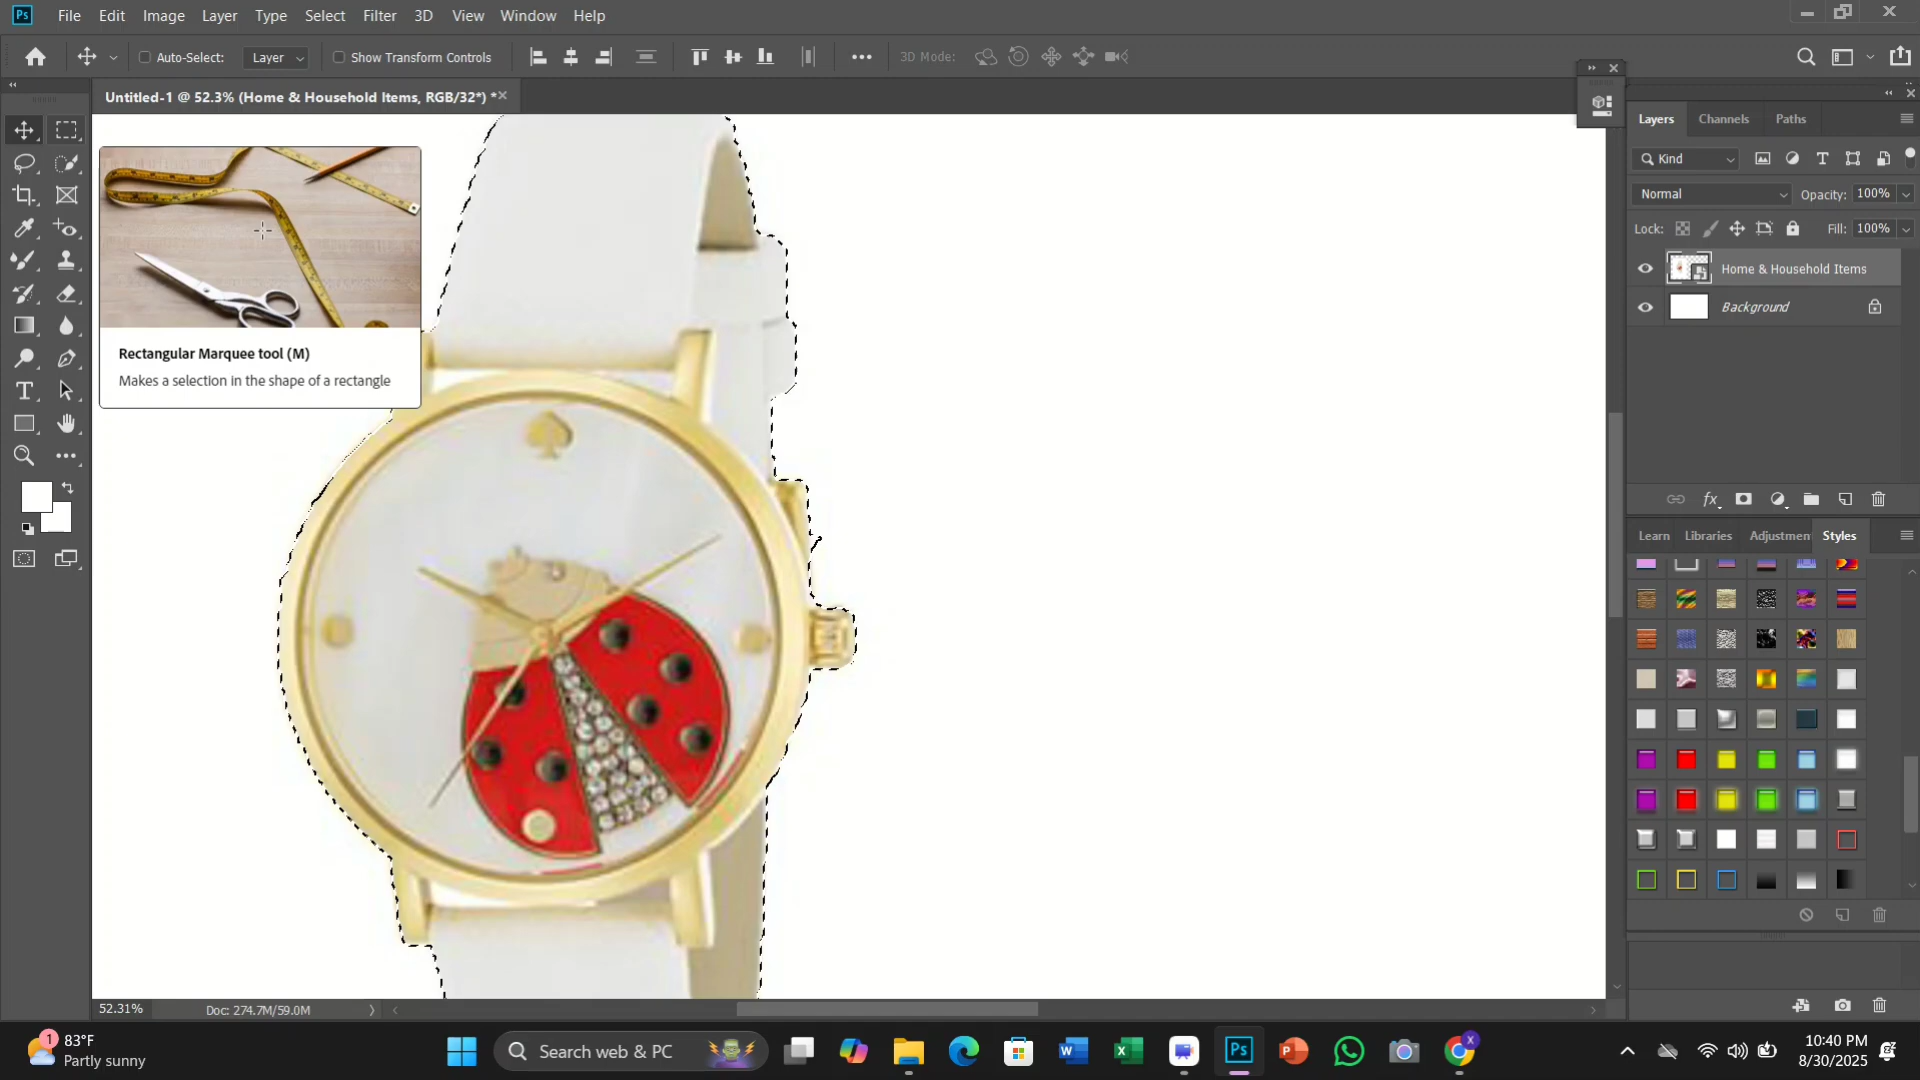 Ps File Edit Image Layer Type Select Filter 3D View Window Help
Auto-Select: Layer Show Transform Controls 3D Mode:
Untitled-1 @ 52.3% (Home & Household Items, RGB/32*) *
Rectangular Marquee tool (M)
Makes a selection in the shape of a rectangle
Layers Channels Paths
Kind
Normal Opacity: 100%
Lock: Fill: 100%
Home & Household Items
Background
fx
Learn Libraries Adjustmen Styles
52.31% Doc: 274.7M/59.0M
1 83°F
Partly sunny
Search web & PC
Ps
10:40 PM
8/30/2025